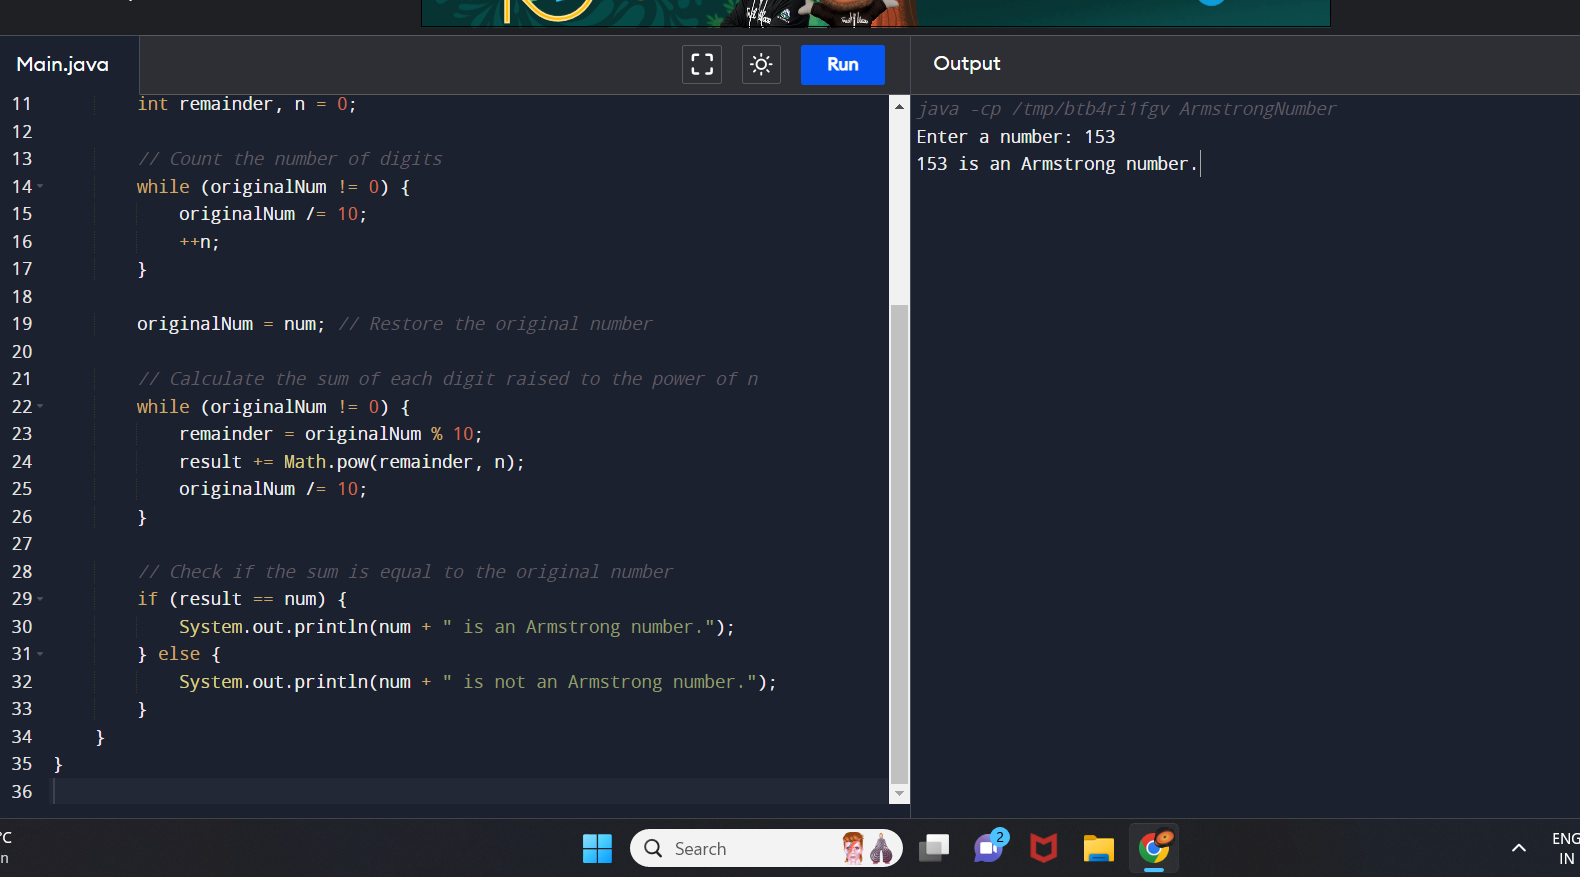 Main.java
Run
Output
11 int remainder, n = 0;
12
13 // Count the number of digits
14 while (originalNum != 0) {
15 originalNum /= 10;
16 ++n;
17 }
18
19 originalNum = num; // Restore the original number
20
21 // Calculate the sum of each digit raised to the power of n
22 while (originalNum != 0) {
23 remainder = originalNum % 10;
24 result += Math.pow(remainder, n);
25 originalNum /= 10;
26 }
27
28 // Check if the sum is equal to the original number
29 if (result == num) {
30 System.out.println(num + " is an Armstrong number.");
31 } else {
32 System.out.println(num + " is not an Armstrong number.");
33 }
34 }
35 }
36
java -cp /tmp/btb4ri1fgv ArmstrongNumber
Enter a number: 153
153 is an Armstrong number.
°C
n
Search
2
ENG
IN